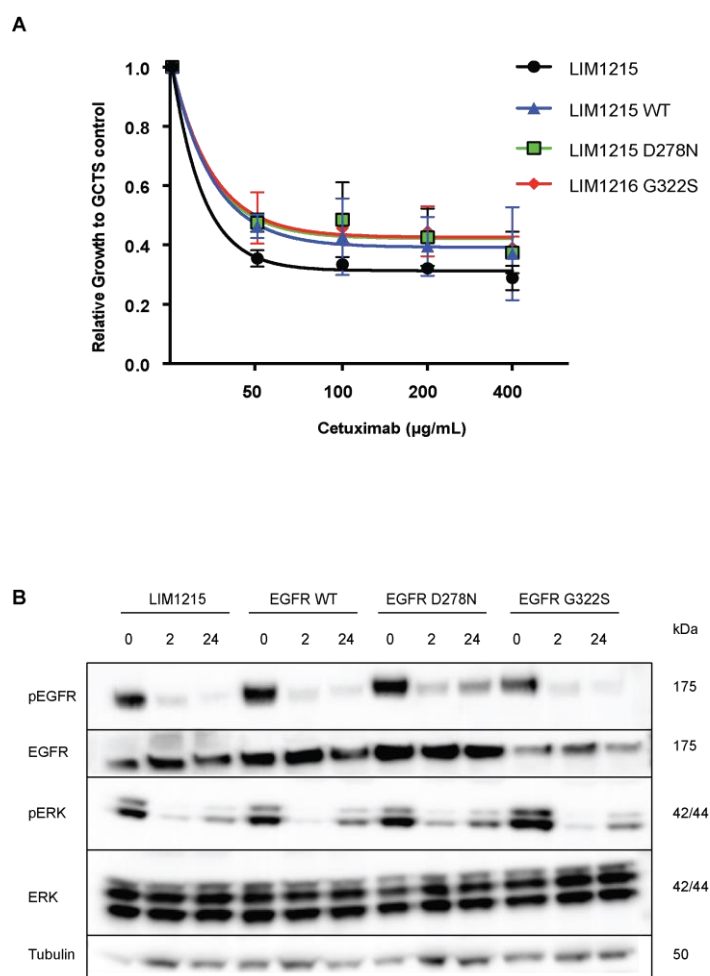 A
LIM1215
LIM1215 WT
LIM1215 D278N
LIM1216 G322S
Relative Growth to GCTS control
1.0
0.8
0.6
0.4
0.2
0.0
50 100 200 400
Cetuximab (µg/mL)
B
LIM1215 EGFR WT EGFR D278N EGFR G322S
0 2 24 0 2 24 0 2 24 0 2 24
kDa
pEGFR 175
EGFR 175
pERK 42/44
ERK 42/44
Tubulin 50